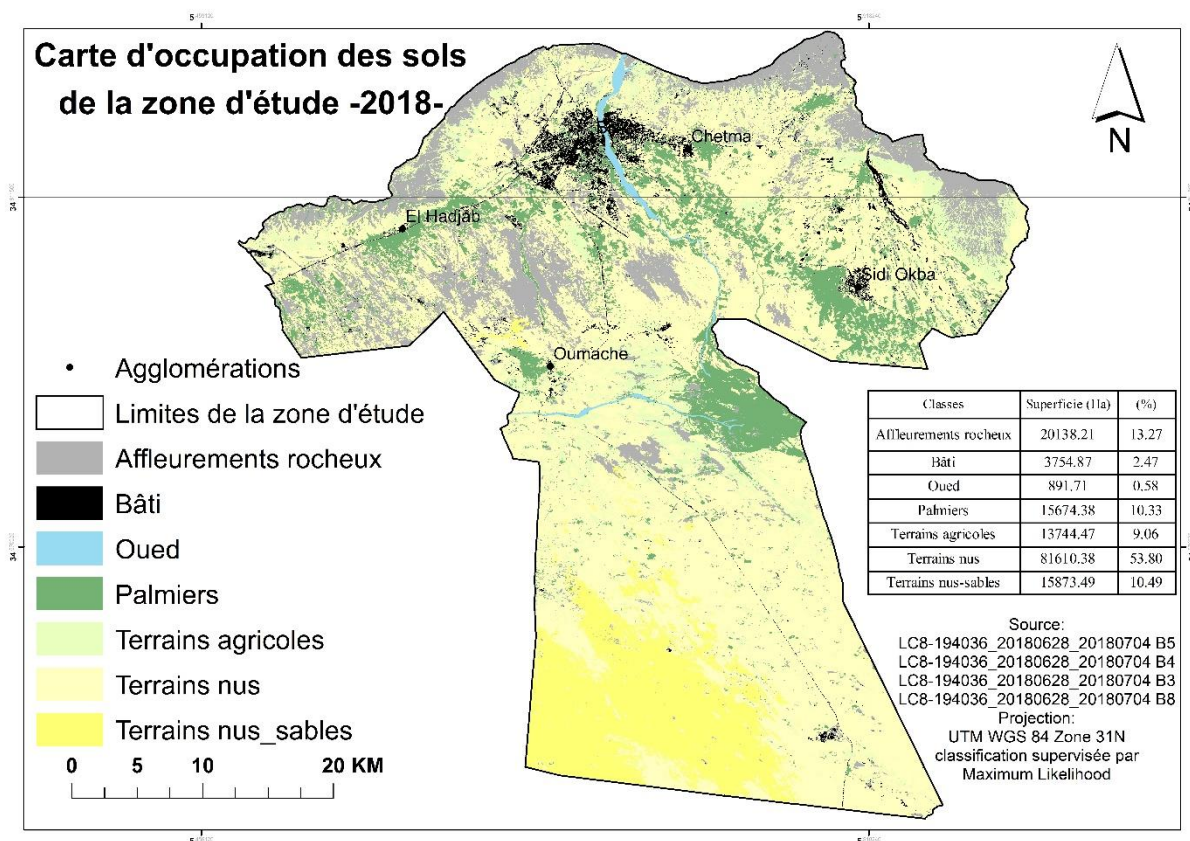 Carte d'occupation des sols
de la zone d'étude -2018-
N
Chetma
El Hadjab
Sidi Okba
Oumache
Agglomérations
Limites de la zone d'étude
Affleurements rocheux
Bâti
Oued
Palmiers
Terrains agricoles
Terrains nus
Terrains nus_sables
0 5 10 20 KM
Classes Superficie (Ha) (%)
Affleurements rocheux 20138.21 13.27
Bâti 3754.87 2.47
Oued 891.71 0.58
Palmiers 15674.38 10.33
Terrains agricoles 13744.47 9.06
Terrains nus 81610.38 53.80
Terrains nus-sables 15873.49 10.49
Source:
LC8-194036_20180628_20180704 B5
LC8-194036_20180628_20180704 B4
LC8-194036_20180628_20180704 B3
LC8-194036_20180628_20180704 B8
Projection:
UTM WGS 84 Zone 31N
classification supervisée par
Maximum Likelihood